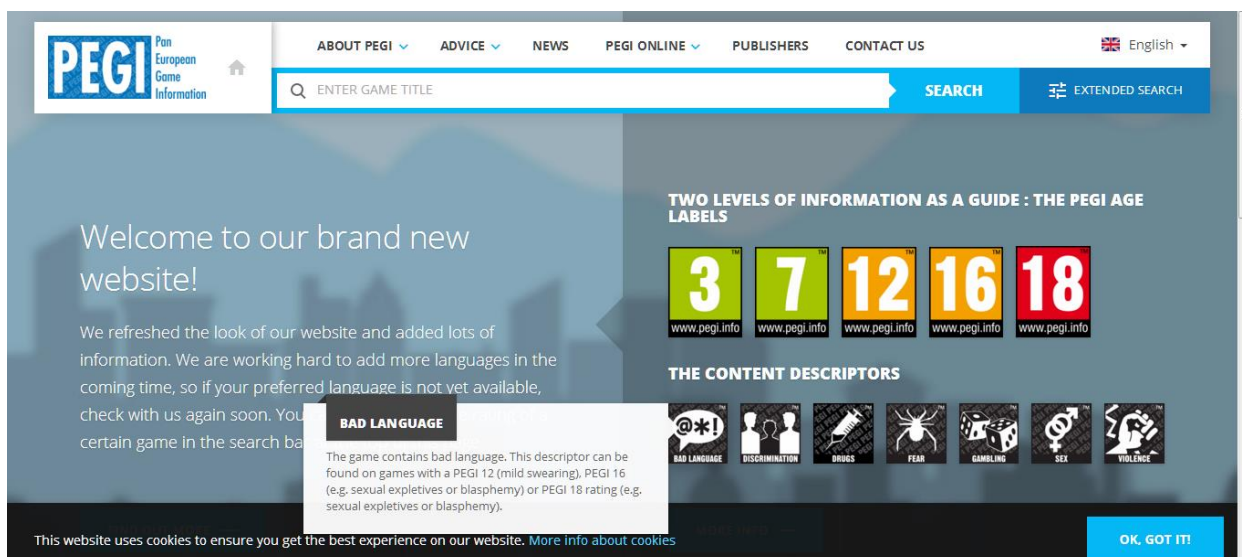 PEGI
Pan
European
Game
Information
ABOUT PEGI
ADVICE
NEWS
PEGI ONLINE
PUBLISHERS
CONTACT US
English
ENTER GAME TITLE
SEARCH
EXTENDED SEARCH
Welcome to our brand new
website!
We refreshed the look of our website and added lots of
information. We are working hard to add more languages in the
coming time, so if your preferred language is not yet available,
check with us again soon. You
certain game in the search bar
BAD LANGUAGE
The game contains bad language. This descriptor can be
found on games with a PEGI 12 (mild swearing), PEGI 16
(e.g. sexual expletives or blasphemy) or PEGI 18 rating (e.g.
sexual expletives or blasphemy).
TWO LEVELS OF INFORMATION AS A GUIDE : THE PEGI AGE
LABELS
3 7 12 16 18
www.pegi.info www.pegi.info www.pegi.info www.pegi.info www.pegi.info
THE CONTENT DESCRIPTORS
@*!
BAD LANGUAGE DISCRIMINATION DRUGS FEAR GAMBLING SEX VIOLENCE
This website uses cookies to ensure you get the best experience on our website. More info about cookies
OK, GOT IT!